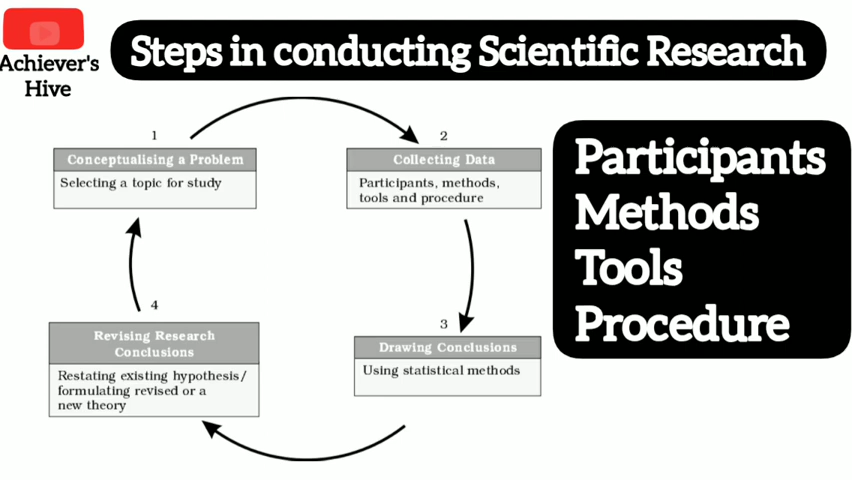 Achiever's
Hive
Steps in conducting Scientific Research
1
Conceptualising a Problem
Selecting a topic for study
2
Collecting Data
Participants, methods,
tools and procedure
3
Drawing Conclusions
Using statistical methods
4
Revising Research
Conclusions
Restating existing hypothesis/
formulating revised or a
new theory
Participants
Methods
Tools
Procedure